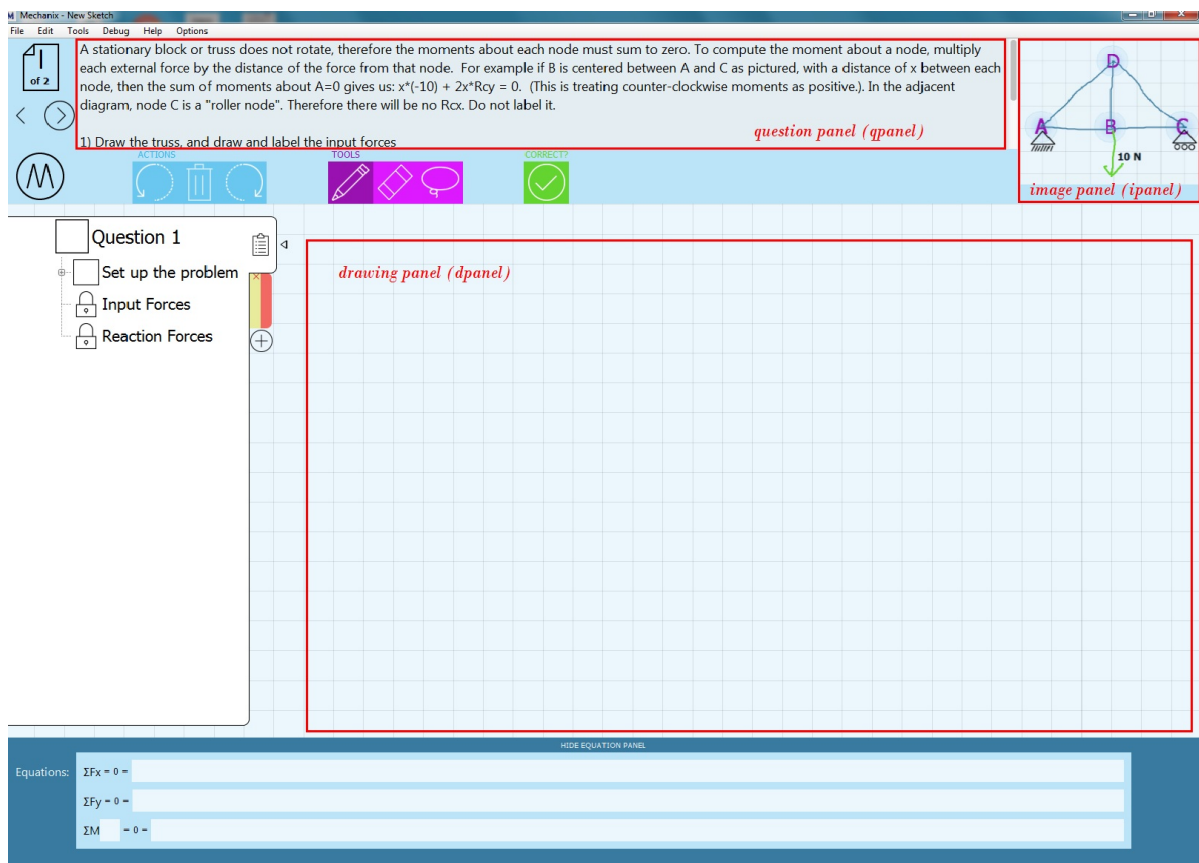 M Mechanix - New Sketch
File Edit Tools Debug Help Options
1
of 2
A stationary block or truss does not rotate, therefore the moments about each node must sum to zero. To compute the moment about a node, multiply
each external force by the distance of the force from that node. For example if B is centered between A and C as pictured, with a distance of x between each
node, then the sum of moments about A=0 gives us: x*(-10) + 2x*Rcy = 0. (This is treating counter-clockwise moments as positive.). In the adjacent
diagram, node C is a "roller node". Therefore there will be no Rcx. Do not label it.
1) Draw the truss, and draw and label the input forces
question panel (qpanel)
D
A B C
10 N
image panel (ipanel)
M
ACTIONS TOOLS CORRECT?
Question 1
Set up the problem
Input Forces
Reaction Forces
drawing panel (dpanel)
HIDE EQUATION PANEL
Equations: ΣFx = 0 =
ΣFy = 0 =
ΣM = 0 =